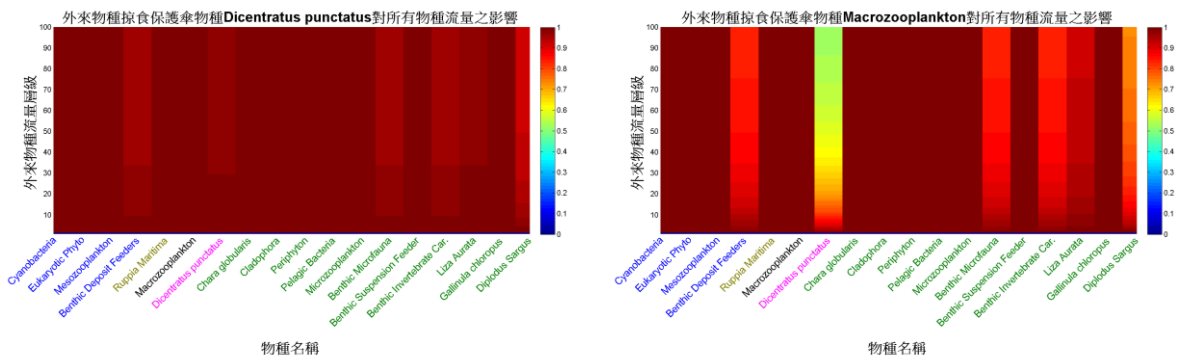 外來物種掠食保護傘物種Dicentratus punctatus對所有物種流量之影響
外來物種流量層級
100
90
80
70
60
50
40
30
20
10
1
0.9
0.8
0.7
0.6
0.5
0.4
0.3
0.2
0.1
0
Cyanobacteria
Eukaryotic Phyto
Mesozooplankton
Benthic Deposit Feeders
Ruppia Maritima
Macrozooplankton
Dicentratus punctatus
Chara globularis
Cladophora
Periphyton
Pelagic Bacteria
Microzooplankton
Benthic Microfauna
Benthic Suspension Feeder
Benthic Invertebrate Car.
Liza Aurata
Gallinula chloropus
Diplodus Sargus
物種名稱
外來物種掠食保護傘物種Macrozooplankton對所有物種流量之影響
外來物種流量層級
100
90
80
70
60
50
40
30
20
10
1
0.9
0.8
0.7
0.6
0.5
0.4
0.3
0.2
0.1
0
Cyanobacteria
Eukaryotic Phyto
Mesozooplankton
Benthic Deposit Feeders
Ruppia Maritima
Macrozooplankton
Dicentratus punctatus
Chara globularis
Cladophora
Periphyton
Pelagic Bacteria
Microzooplankton
Benthic Microfauna
Benthic Suspension Feeder
Benthic Invertebrate Car.
Liza Aurata
Gallinula chloropus
Diplodus Sargus
物種名稱